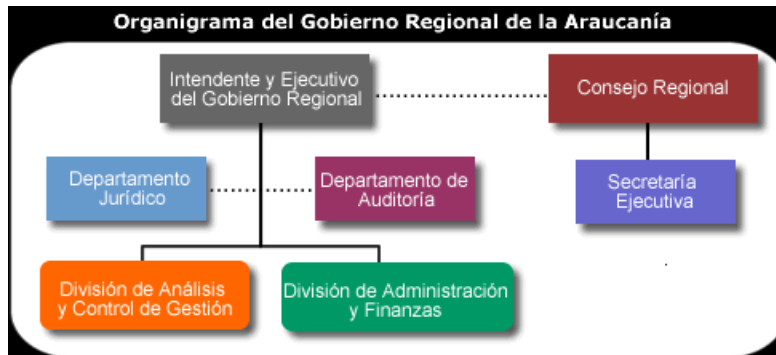 Organigrama del Gobierno Regional de la Araucanía
Intendente y Ejecutivo
del Gobierno Regional
Consejo Regional
Departamento
Jurídico
Departamento de
Auditoría
Secretaría
Ejecutiva
División de Análisis
y Control de Gestión
División de Administración
y Finanzas